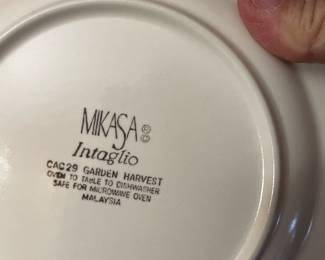 MIKASA ® ©
Intaglio
CAC29 GARDEN HARVEST
OVEN TO TABLE TO DISHWASHER
SAFE FOR MICROWAVE OVEN
MALAYSIA